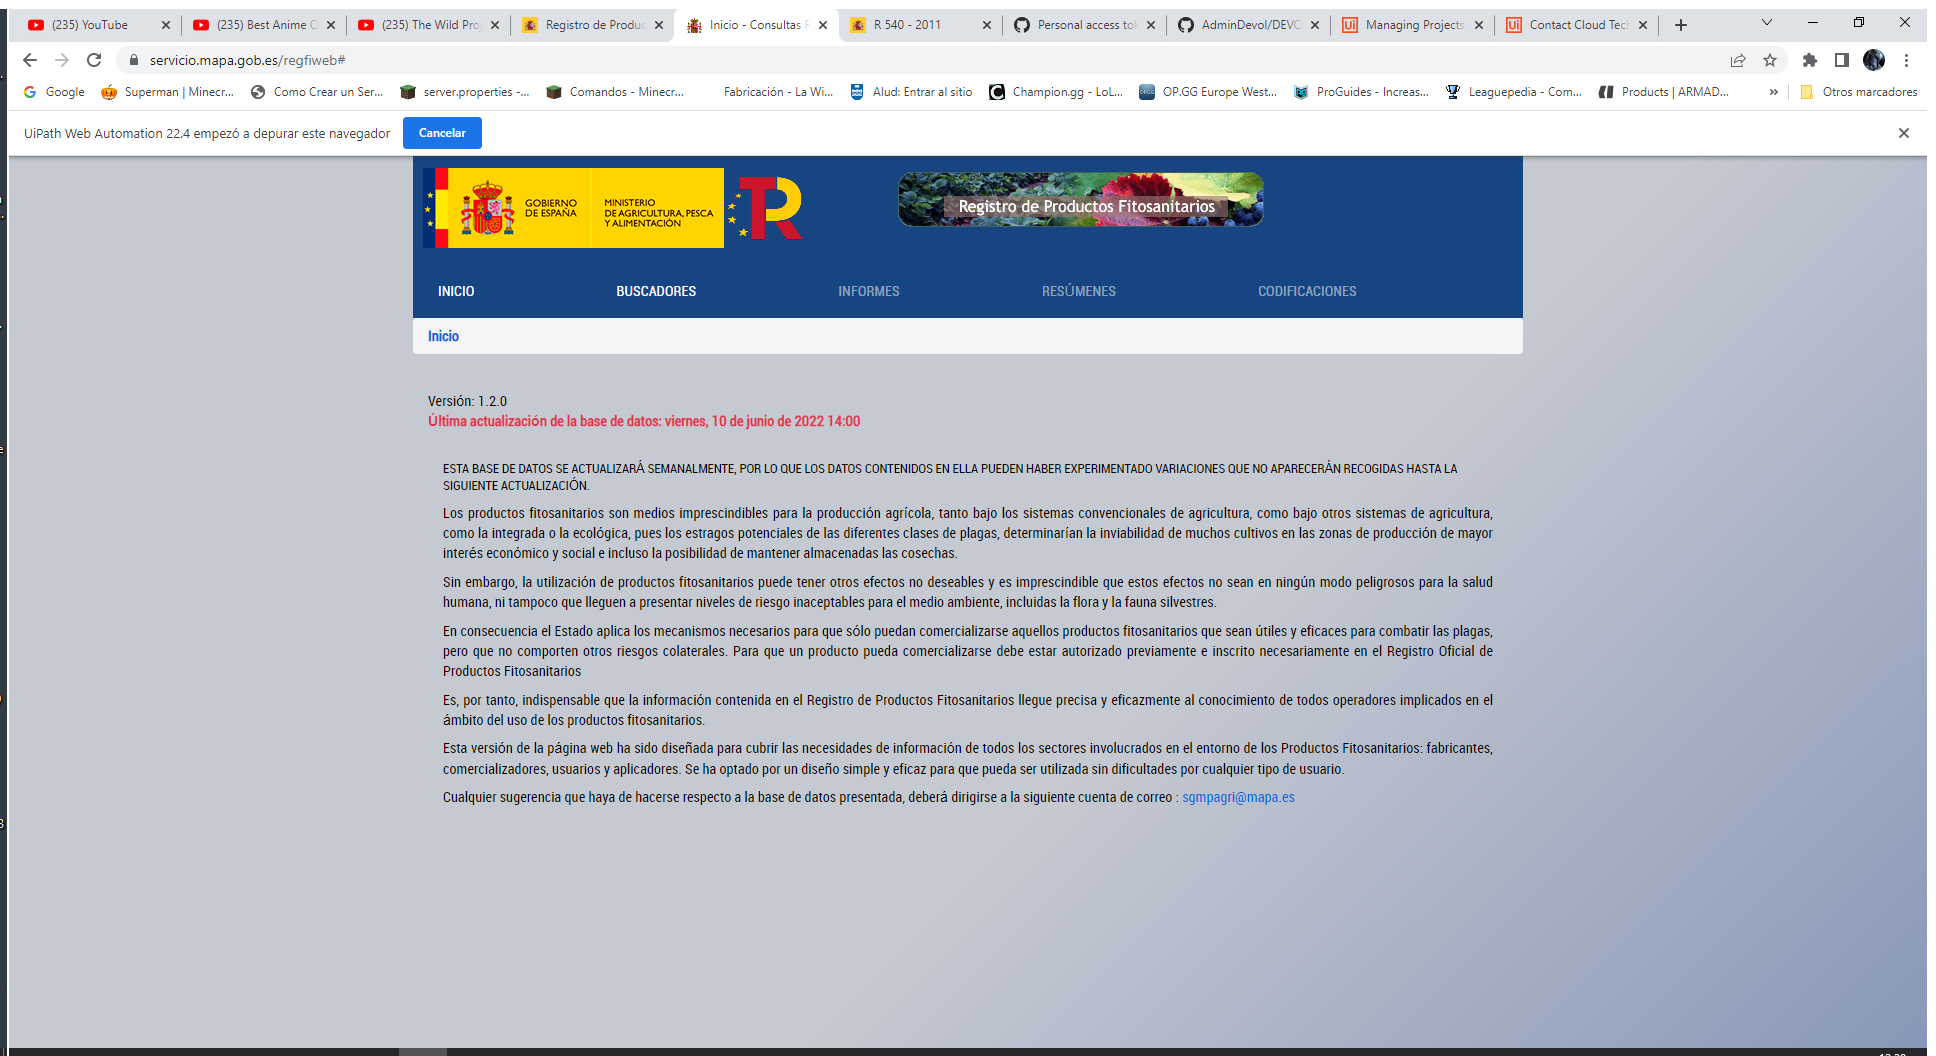 (235) YouTube
(235) Best Anime O
(235) The Wild Proj
Registro de Produc
Inicio - Consultas F
R 540 - 2011
Personal access tok
AdminDevol/DEVO
Managing Projects
Contact Cloud Tech
servicio.mapa.gob.es/regfiweb#
Google
Superman | Minecr...
Como Crear un Ser...
server.properties -...
Comandos - Minecr...
Fabricación - La Wi...
Alud: Entrar al sitio
Champion.gg - LoL...
OP.GG Europe West...
ProGuides - Increas...
Leaguepedia - Com...
Products | ARMAD...
»
Otros marcadores
UiPath Web Automation 22.4 empezó a depurar este navegador
Cancelar
GOBIERNO
DE ESPAÑA
MINISTERIO
DE AGRICULTURA, PESCA
Y ALIMENTACIÓN
Registro de Productos Fitosanitarios
INICIO
BUSCADORES
INFORMES
RESÚMENES
CODIFICACIONES
Inicio
Versión: 1.2.0
Última actualización de la base de datos: viernes, 10 de junio de 2022 14:00
ESTA BASE DE DATOS SE ACTUALIZARÁ SEMANALMENTE, POR LO QUE LOS DATOS CONTENIDOS EN ELLA PUEDEN HABER EXPERIMENTADO VARIACIONES QUE NO APARECERÁN RECOGIDAS HASTA LA
SIGUIENTE ACTUALIZACIÓN.
Los productos fitosanitarios son medios imprescindibles para la producción agrícola, tanto bajo los sistemas convencionales de agricultura, como bajo otros sistemas de agricultura,
como la integrada o la ecológica, pues los estragos potenciales de las diferentes clases de plagas, determinarían la inviabilidad de muchos cultivos en las zonas de producción de mayor
interés económico y social e incluso la posibilidad de mantener almacenadas las cosechas.
Sin embargo, la utilización de productos fitosanitarios puede tener otros efectos no deseables y es imprescindible que estos efectos no sean en ningún modo peligrosos para la salud
humana, ni tampoco que lleguen a presentar niveles de riesgo inaceptables para el medio ambiente, incluidas la flora y la fauna silvestres.
En consecuencia el Estado aplica los mecanismos necesarios para que sólo puedan comercializarse aquellos productos fitosanitarios que sean útiles y eficaces para combatir las plagas,
pero que no comporten otros riesgos colaterales. Para que un producto pueda comercializarse debe estar autorizado previamente e inscrito necesariamente en el Registro Oficial de
Productos Fitosanitarios
Es, por tanto, indispensable que la información contenida en el Registro de Productos Fitosanitarios llegue precisa y eficazmente al conocimiento de todos operadores implicados en el
ámbito del uso de los productos fitosanitarios.
Esta versión de la página web ha sido diseñada para cubrir las necesidades de información de todos los sectores involucrados en el entorno de los Productos Fitosanitarios: fabricantes,
comercializadores, usuarios y aplicadores. Se ha optado por un diseño simple y eficaz para que pueda ser utilizada sin dificultades por cualquier tipo de usuario.
Cualquier sugerencia que haya de hacerse respecto a la base de datos presentada, deberá dirigirse a la siguiente cuenta de correo : sgmpagri@mapa.es